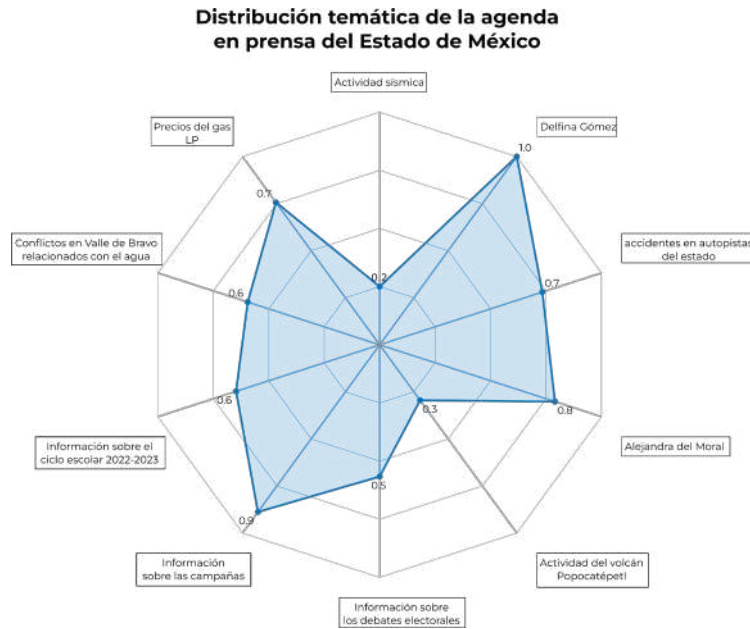 Distribución temática de la agenda
en prensa del Estado de México
Actividad sísmica
Delfina Gómez
1.0
accidentes en autopistas
del estado
0.7
Alejandra del Moral
0.8
Actividad del volcán
Popocatépetl
0.3
Información sobre
los debates electorales
0.5
Información
sobre las campañas
0.9
Información sobre el
ciclo escolar 2022-2023
0.6
Conflictos en Valle de Bravo
relacionados con el agua
0.6
Precios del gas
LP
0.7
0.2